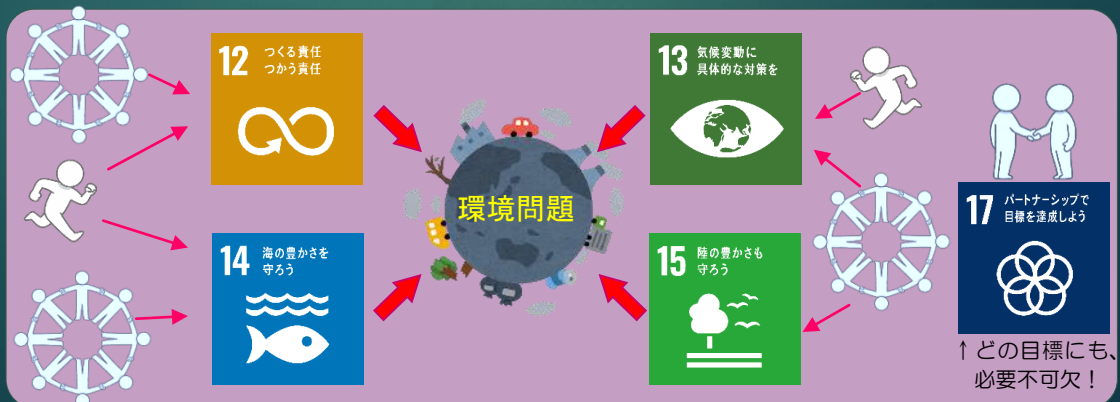 12 つくる責任
つかう責任
13 気候変動に
具体的な対策を
環境問題
14 海の豊かさを
守ろう
15 陸の豊かさも
守ろう
17 パートナーシップで
目標を達成しよう
↑どの目標にも、
必要不可欠！